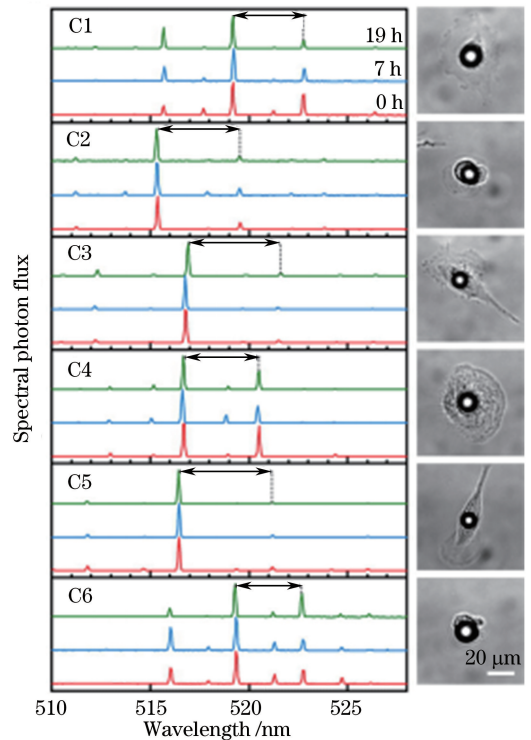 C1
19 h
7 h
0 h
C2
C3
C4
C5
C6
20 μm
510 515 520 525
Wavelength /nm
Spectral photon flux